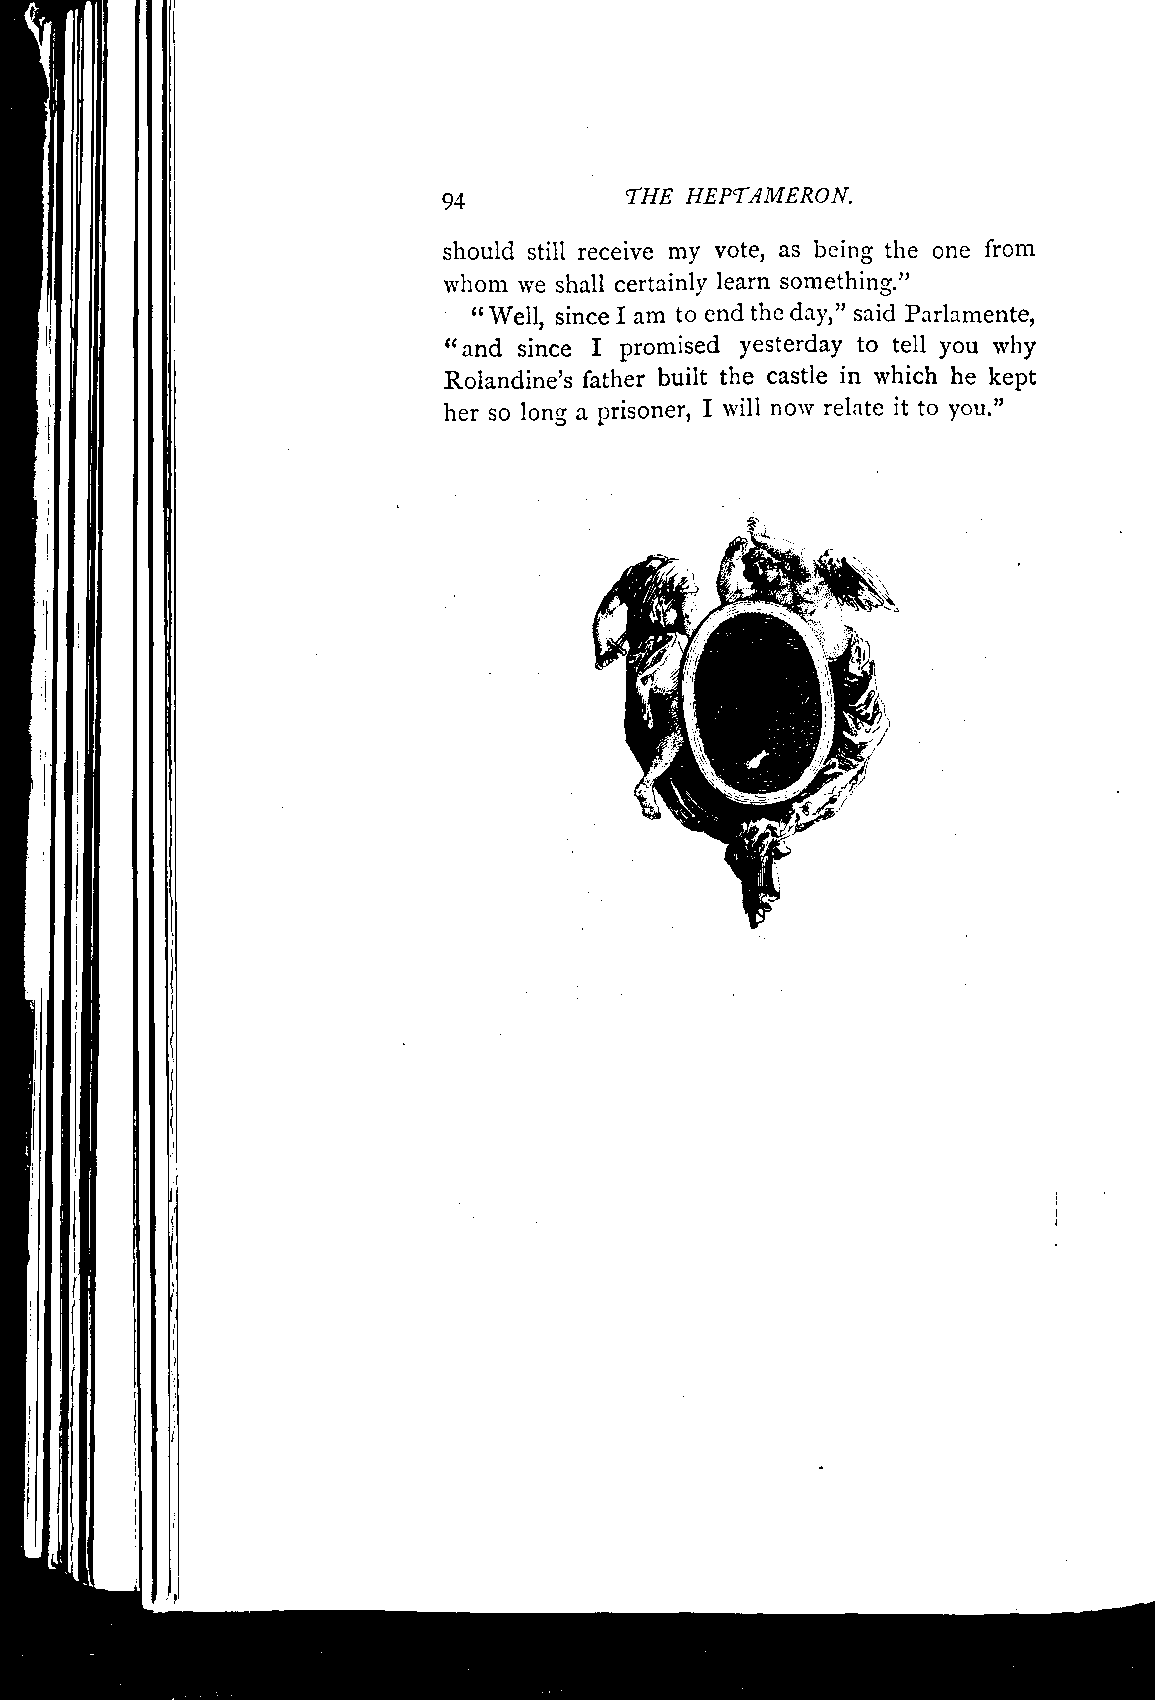 94 THE HEPTAMERON.
should still receive my vote, as being the one from
whom we shall certainly learn something.”
“Well, since I am to end the day,” said Parlamente,
“and since I promised yesterday to tell you why
Rolandine’s father built the castle in which he kept
her so long a prisoner, I will now relate it to you.”